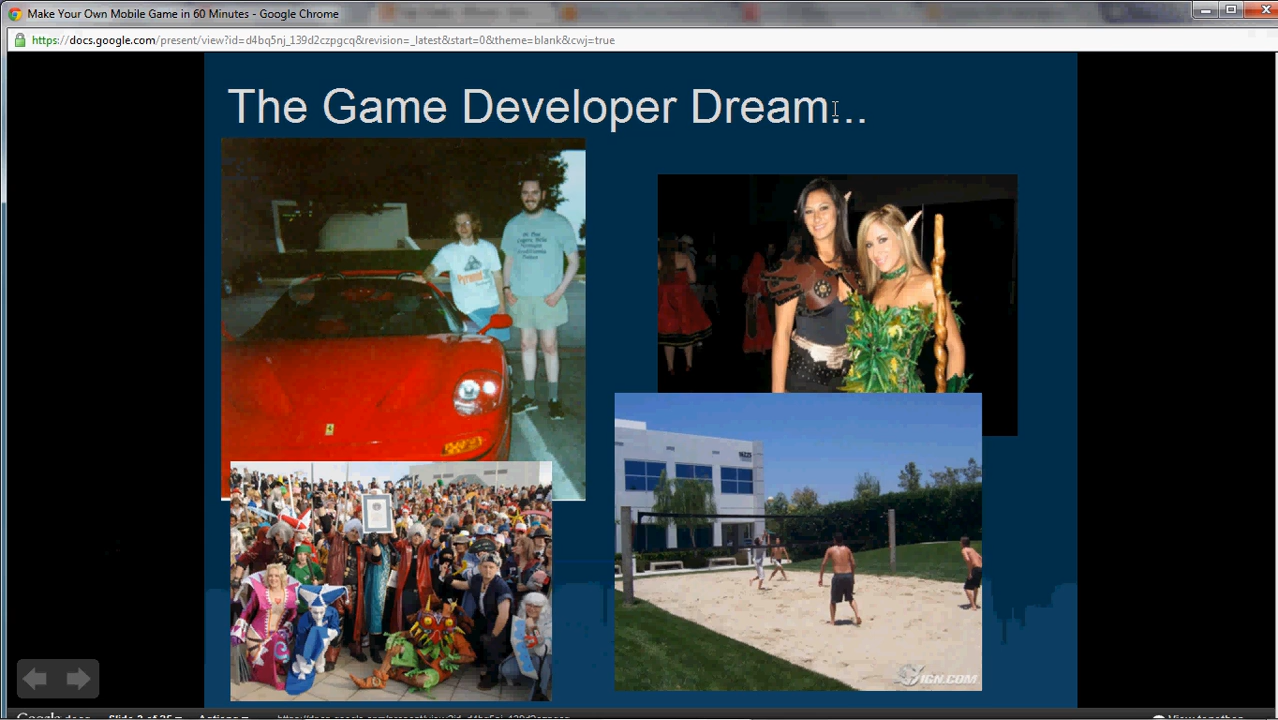 Make Your Own Mobile Game in 60 Minutes - Google Chrome
https://docs.google.com/present/view?id=d4bq5nj_139d2czpgcq&revision=_latest&start=0&theme=blank&cwj=true
The Game Developer Dream...
IGN.COM